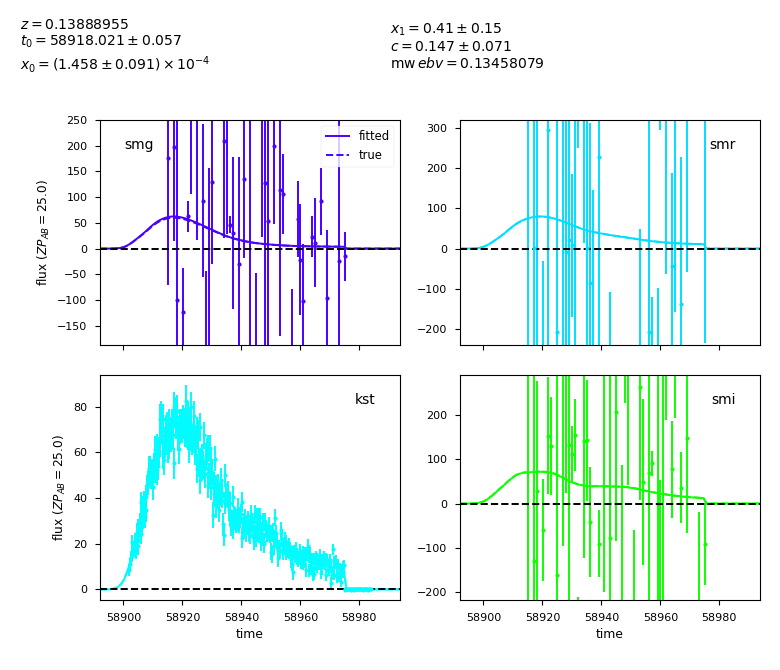 z = 0.13888955
t₀ = 58918.021 ± 0.057
x₀ = (1.458 ± 0.091) × 10⁻⁴
x₁ = 0.41 ± 0.15
c = 0.147 ± 0.071
mwebv = 0.13458079
smg
fitted
true
250
200
150
100
50
0
−50
−100
−150
flux (ZP_AB = 25.0)
smr
300
200
100
0
−100
−200
kst
80
60
40
20
0
flux (ZP_AB = 25.0)
58900 58920 58940 58960 58980
time
smi
200
100
0
−100
−200
58900 58920 58940 58960 58980
time